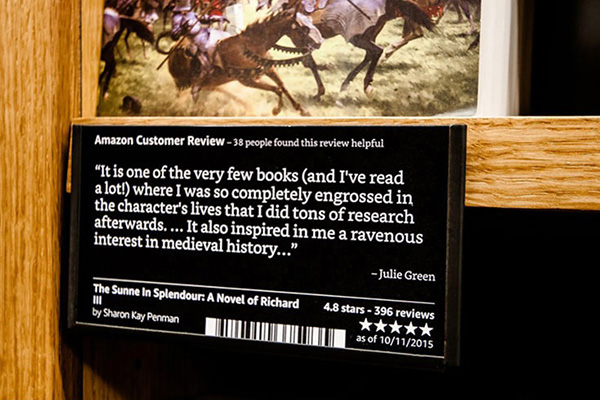 Amazon Customer Review – 38 people found this review helpful
“It is one of the very few books (and I've read
a lot!) where I was so completely engrossed in
the character's lives that I did tons of research
afterwards. ... It also inspired in me a ravenous
interest in medieval history...”
– Julie Green
The Sunne In Splendour: A Novel of Richard
III
by Sharon Kay Penman
4.8 stars - 396 reviews
★★★★★
as of 10/11/2015